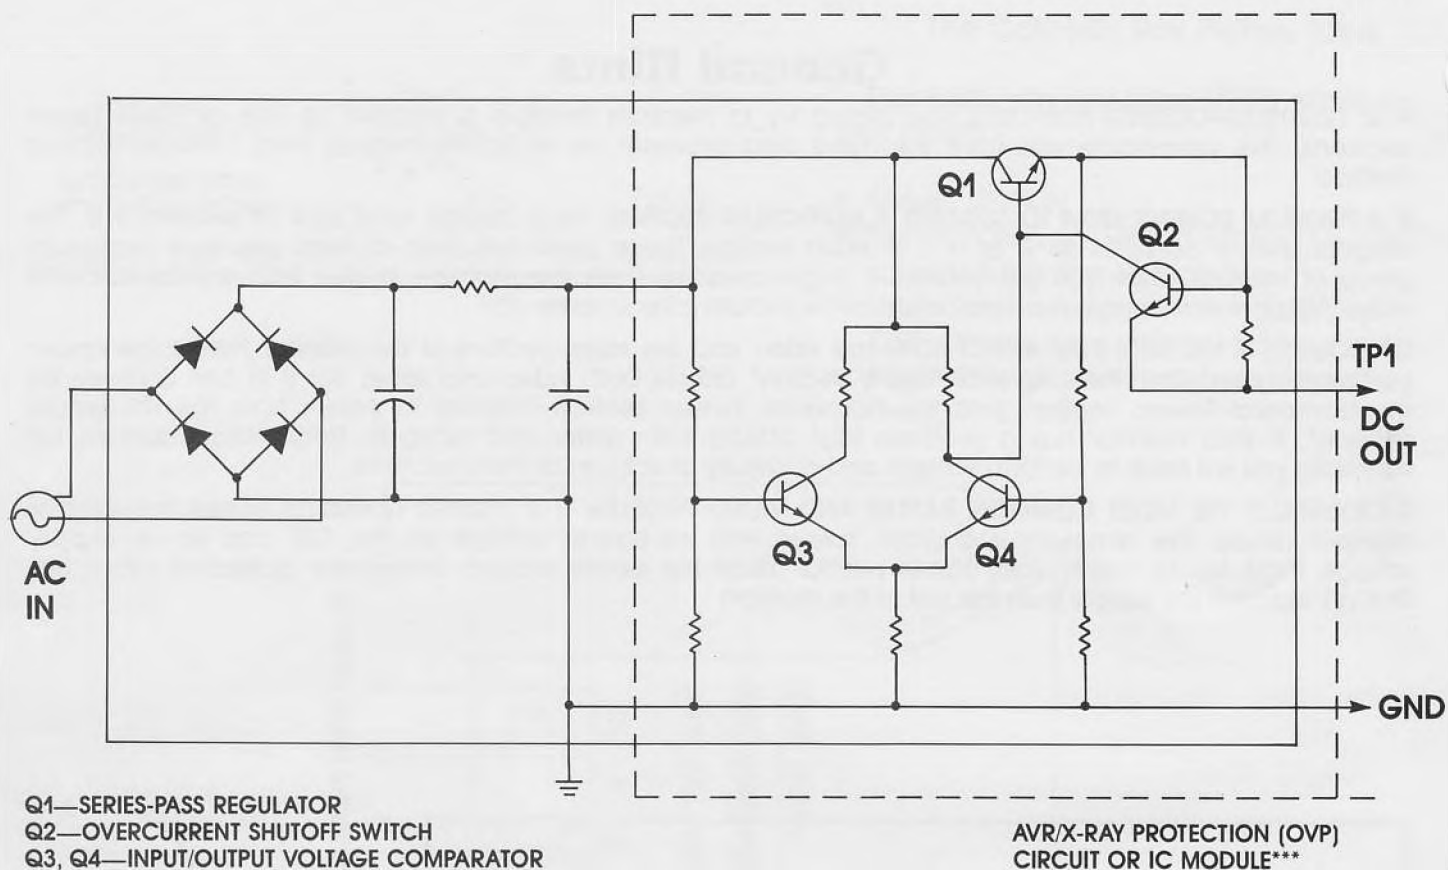 Q1
Q2
TP1
DC
OUT
Q3
Q4
AC
IN
GND
Q1—SERIES-PASS REGULATOR
Q2—OVERCURRENT SHUTOFF SWITCH
Q3, Q4—INPUT/OUTPUT VOLTAGE COMPARATOR
AVR/X-RAY PROTECTION (OVP)
CIRCUIT OR IC MODULE***